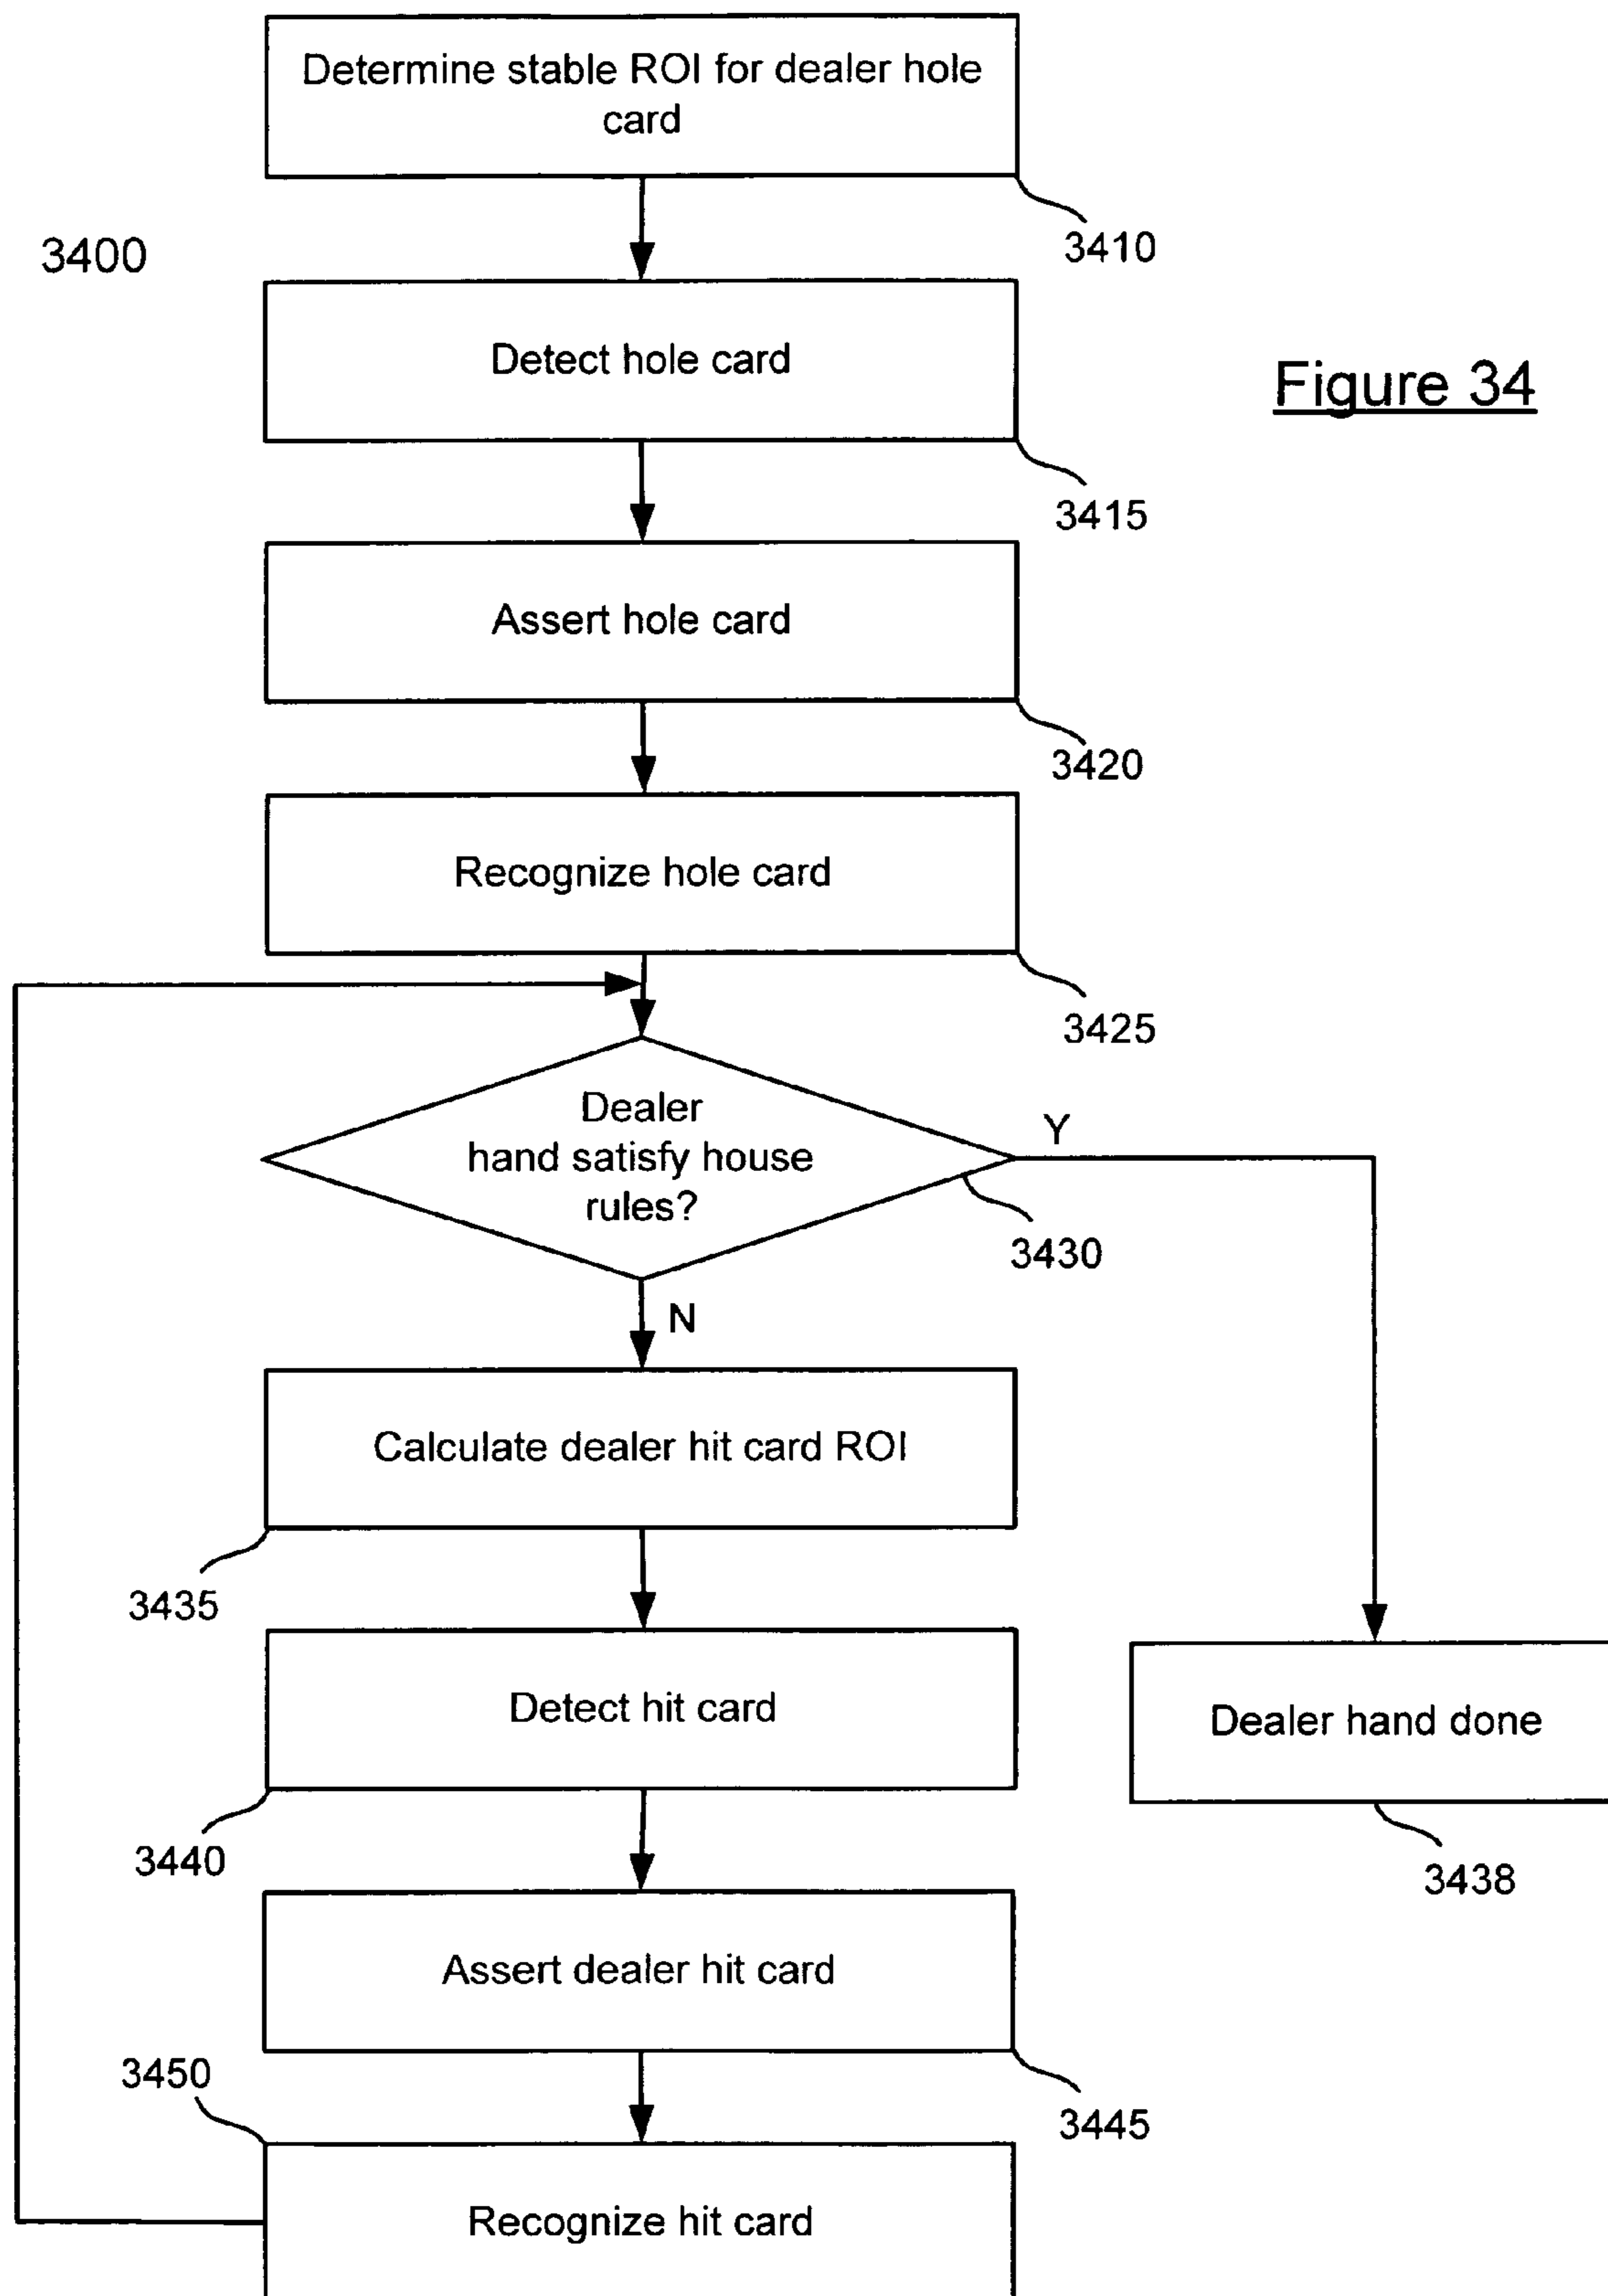 Determine stable ROI for dealer hole
card
3410
3400
Detect hole card
Figure 34
3415
Assert hole card
3420
Recognize hole card
3425
Dealer
hand satisfy house
rules?
Y
3430
N
Calculate dealer hit card ROI
3435
Detect hit card
Dealer hand done
3440
3438
Assert dealer hit card
3450
3445
Recognize hit card